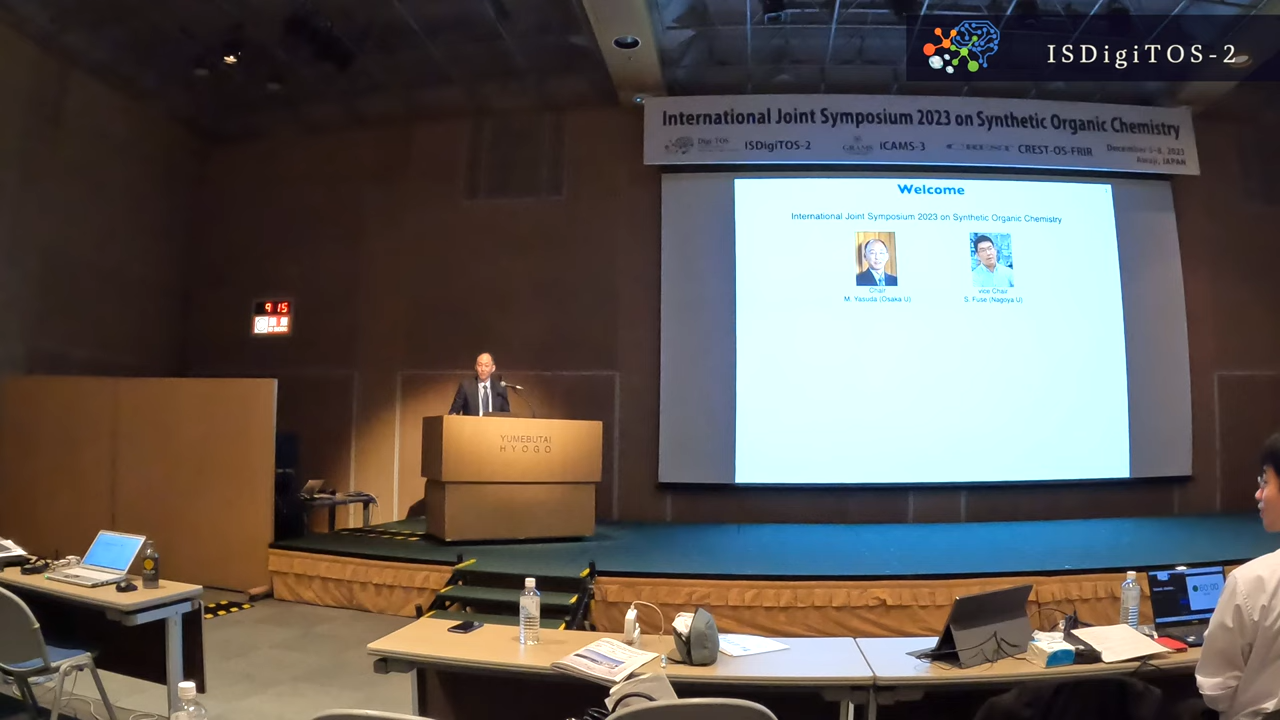 ISDigiTOS-2
International Joint Symposium 2023 on Synthetic Organic Chemistry
Digi TOS ISDigiTOS-2 iCAMS-3 CREST-OS-FRIR
December 5-8, 2023
Awaji, JAPAN
Welcome
International Joint Symposium 2023 on Synthetic Organic Chemistry
Chair
M. Yasuda (Osaka U)
vice Chair
S. Fuse (Nagoya U)
9 15
YUMEBUTAI
HYOGO